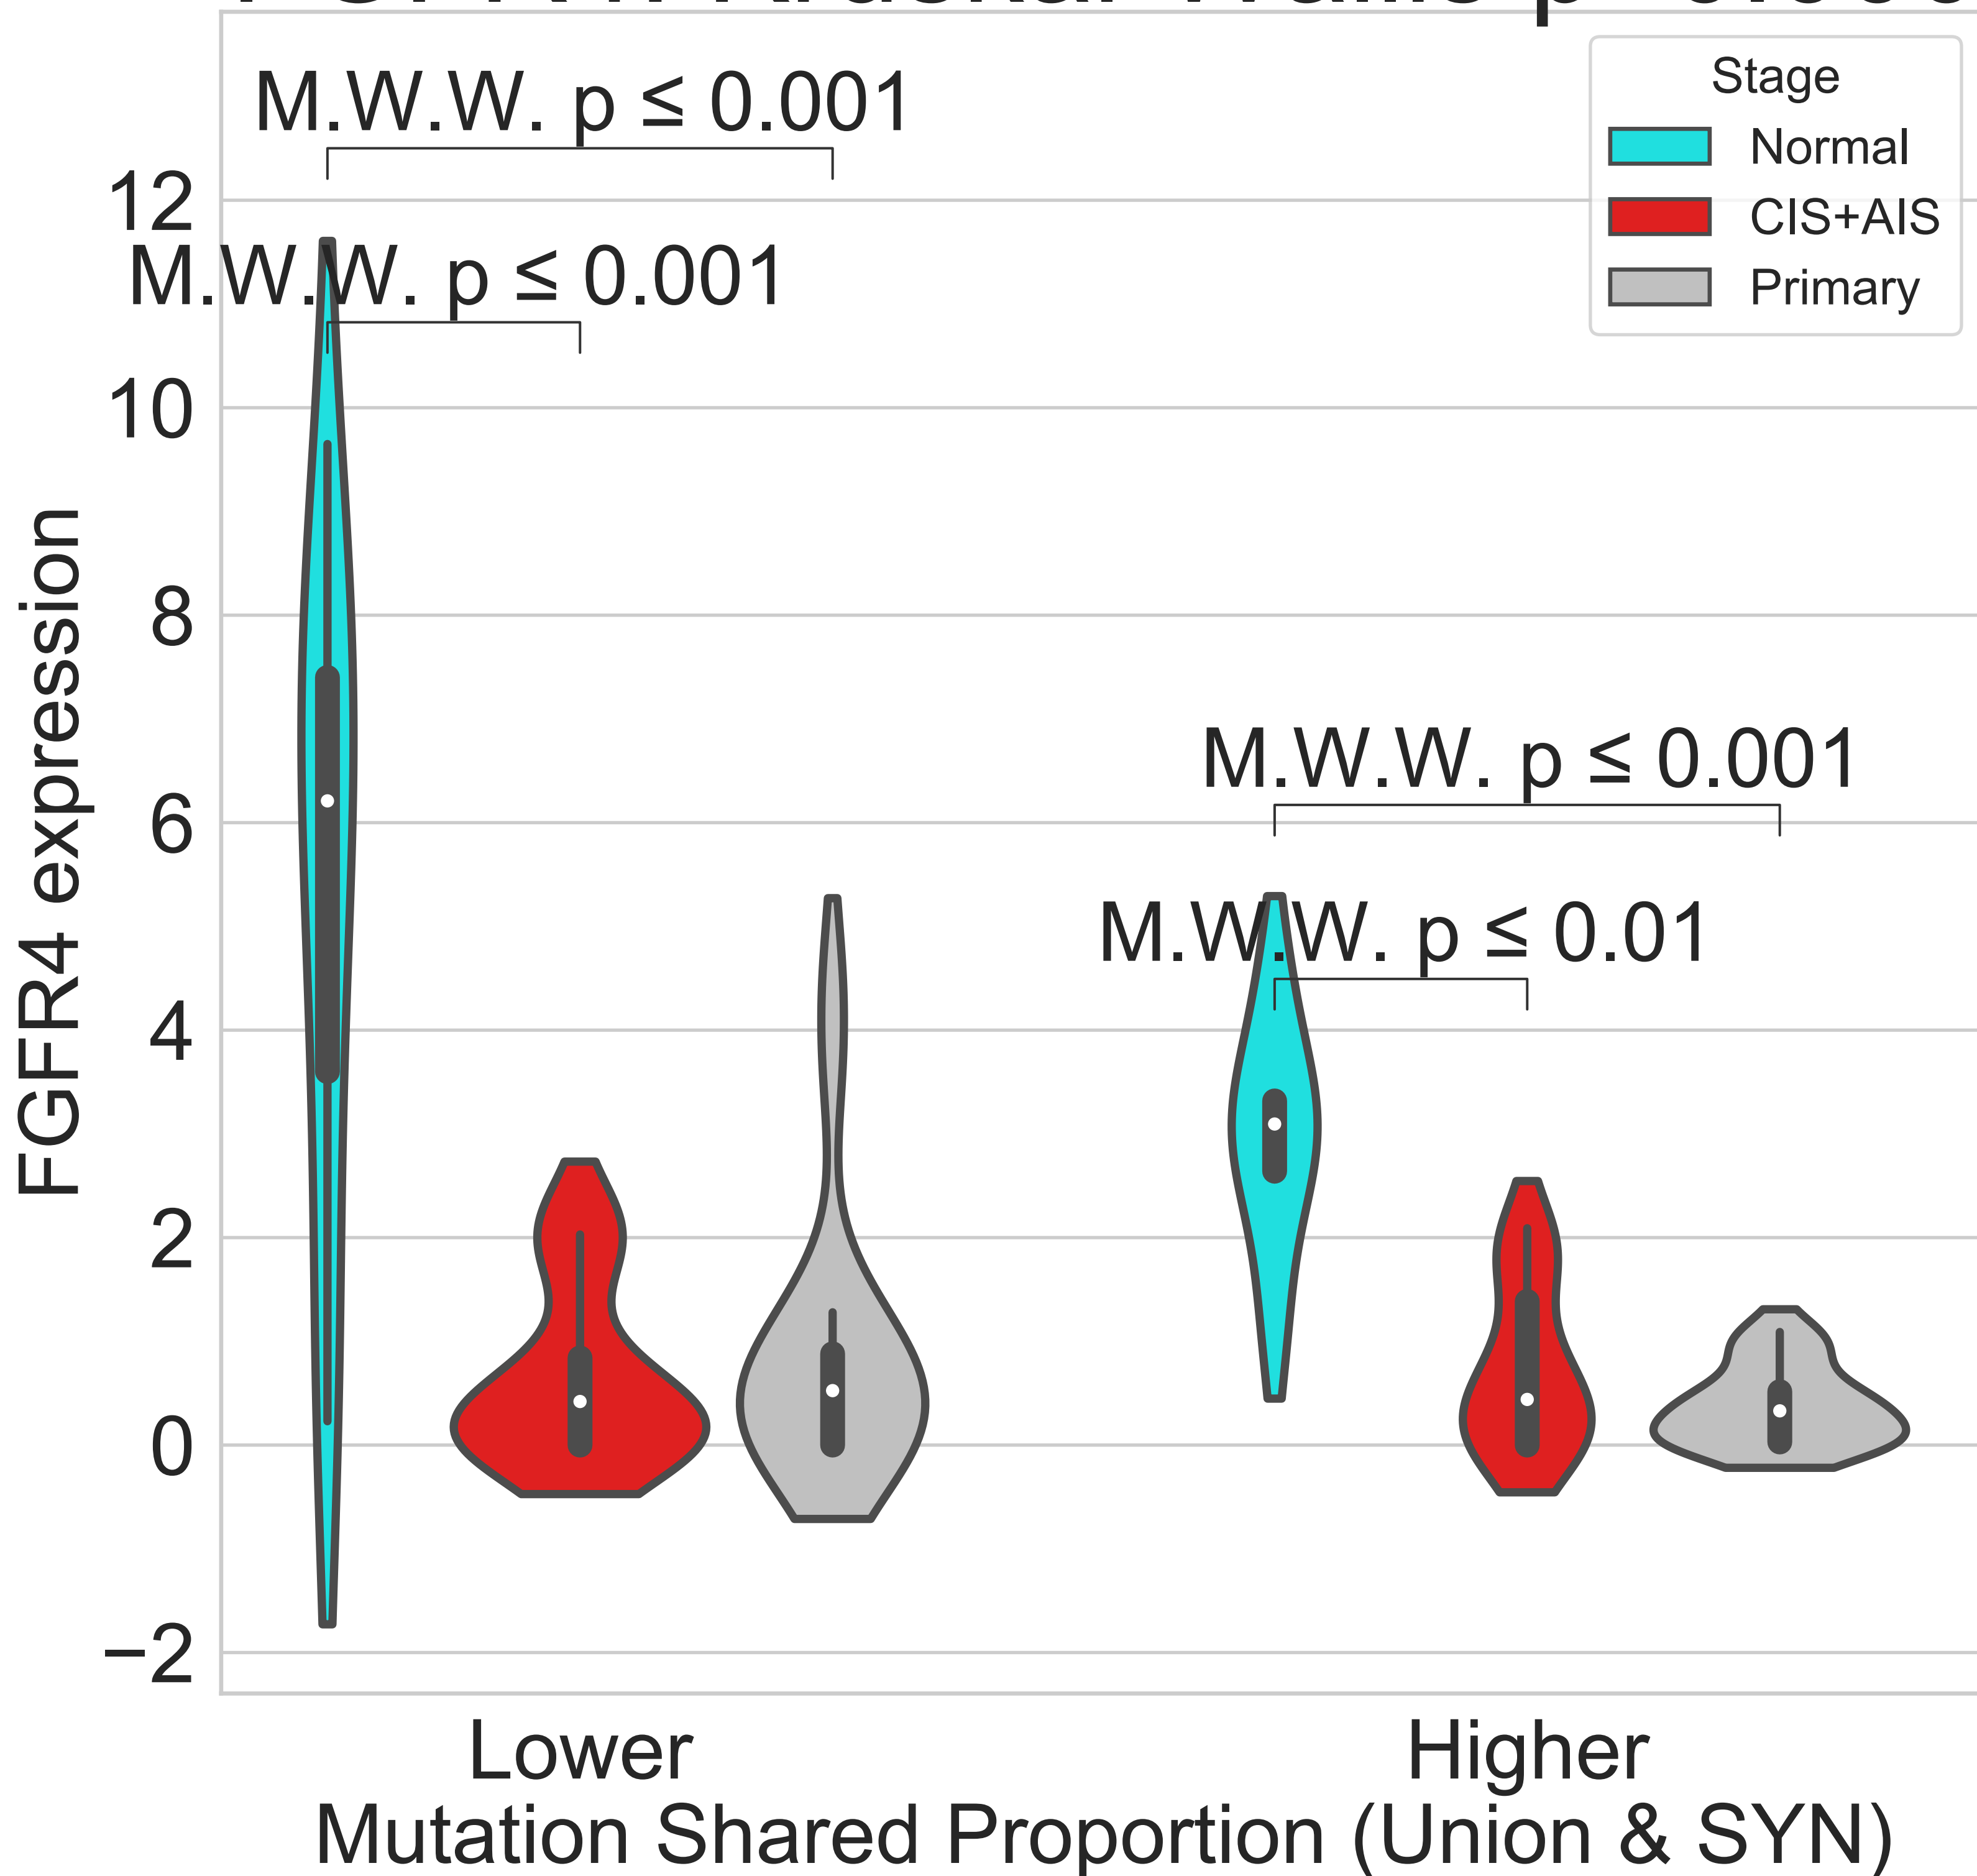 Stage
Normal
CIS+AIS
Primary
M.W.W. p ≤ 0.001
M.W.W. p ≤ 0.001
M.W.W. p ≤ 0.001
M.W.W. p ≤ 0.01
12
10
8
6
4
2
0
−2
FGFR4 expression
Lower
Higher
Mutation Shared Proportion (Union & SYN)